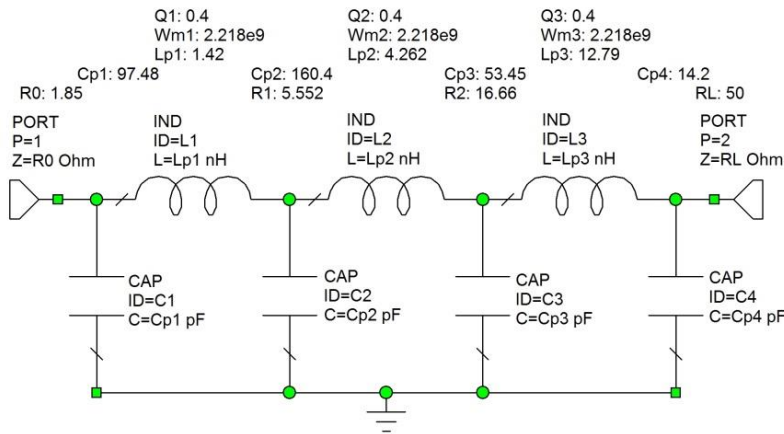 Q1: 0.4
Wm1: 2.218e9
Lp1: 1.42
Q2: 0.4
Wm2: 2.218e9
Lp2: 4.262
Q3: 0.4
Wm3: 2.218e9
Lp3: 12.79
Cp1: 97.48
Cp2: 160.4
Cp3: 53.45
Cp4: 14.2
R0: 1.85
R1: 5.552
R2: 16.66
RL: 50
PORT
P=1
Z=R0 Ohm
IND
ID=L1
L=Lp1 nH
IND
ID=L2
L=Lp2 nH
IND
ID=L3
L=Lp3 nH
PORT
P=2
Z=RL Ohm
CAP
ID=C1
C=Cp1 pF
CAP
ID=C2
C=Cp2 pF
CAP
ID=C3
C=Cp3 pF
CAP
ID=C4
C=Cp4 pF